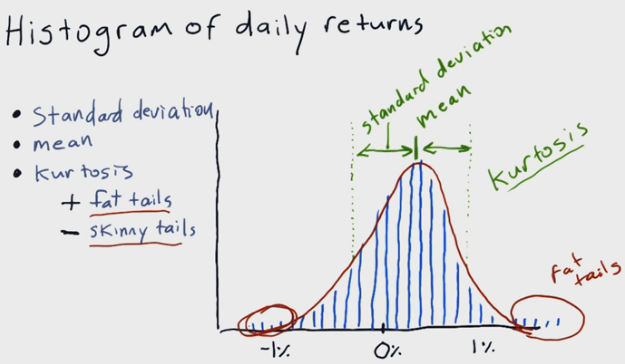 Histogram of daily returns
• Standard deviation
• mean
• Kurtosis
+ fat tails
− skinny tails
standard deviation
mean
Kurtosis
fat
tails
-1%
0%
1%